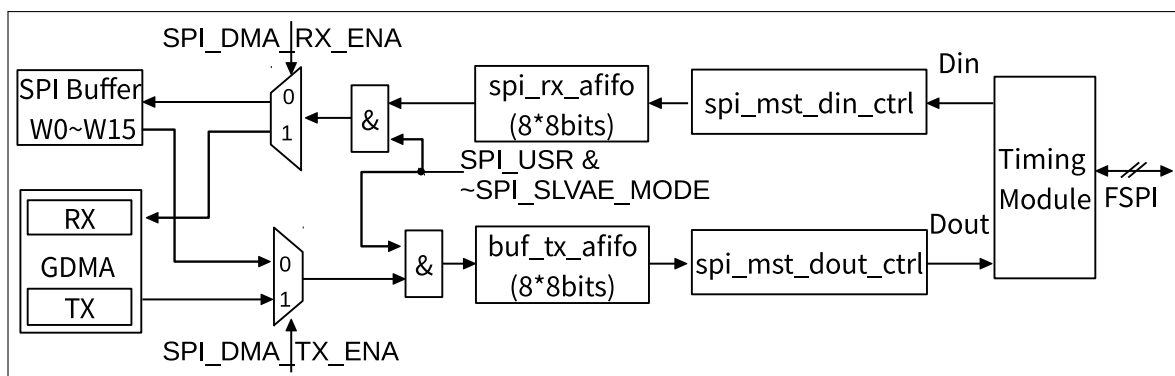 SPI_DMA_RX_ENA
SPI Buffer
W0~W15
0
1
&
spi_rx_afifo
(8*8bits)
spi_mst_din_ctrl
Din
Timing
Module
FSPI
SPI_USR &
~SPI_SLVAE_MODE
RX
GDMA
TX
0
1
&
buf_tx_afifo
(8*8bits)
spi_mst_dout_ctrl
Dout
SPI_DMA_TX_ENA